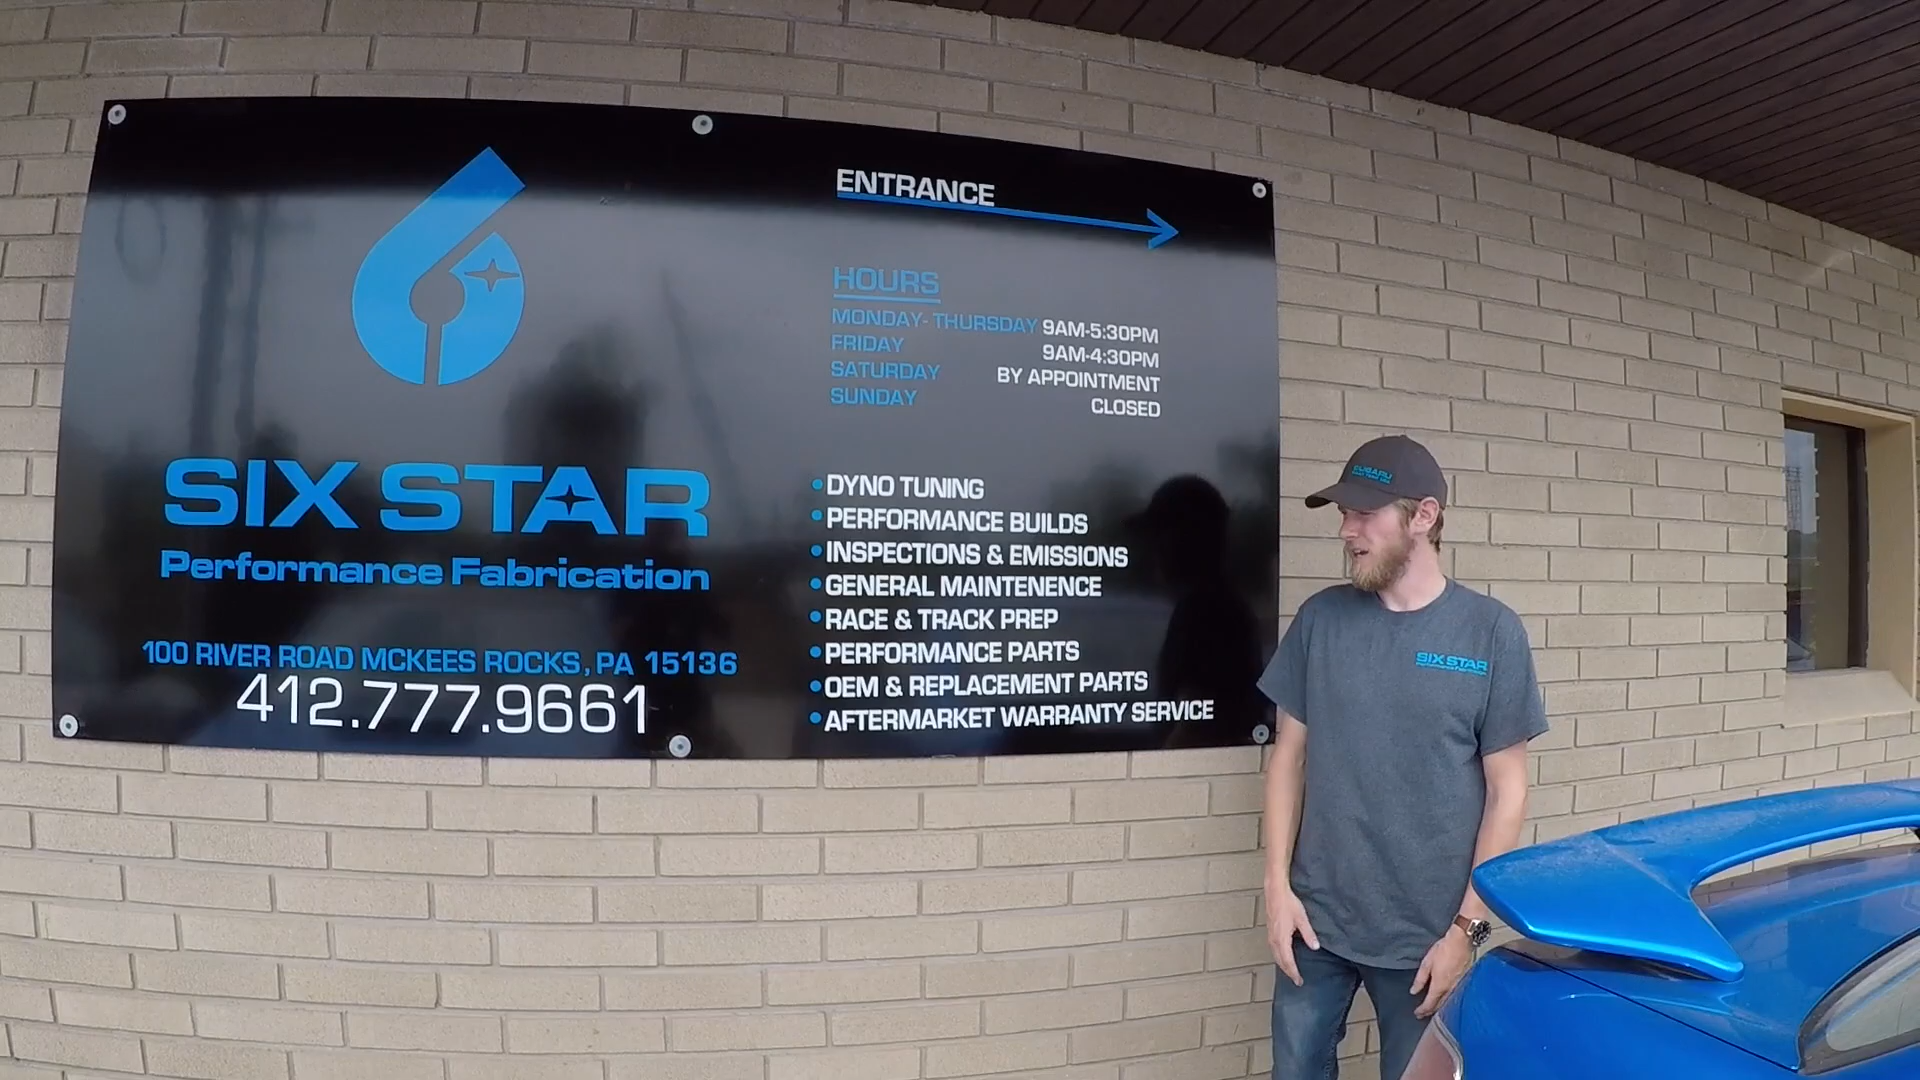 SIX STAR
Performance Fabrication
100 RIVER ROAD MCKEES ROCKS, PA 15136
412.777.9661
ENTRANCE
HOURS
MONDAY- THURSDAY 9AM-5:30PM
FRIDAY 9AM-4:30PM
SATURDAY BY APPOINTMENT
SUNDAY CLOSED
•DYNO TUNING
•PERFORMANCE BUILDS
•INSPECTIONS & EMISSIONS
•GENERAL MAINTENENCE
•RACE & TRACK PREP
•PERFORMANCE PARTS
•OEM & REPLACEMENT PARTS
•AFTERMARKET WARRANTY SERVICE
SUBARU
SIX STAR
Performance Fabrication